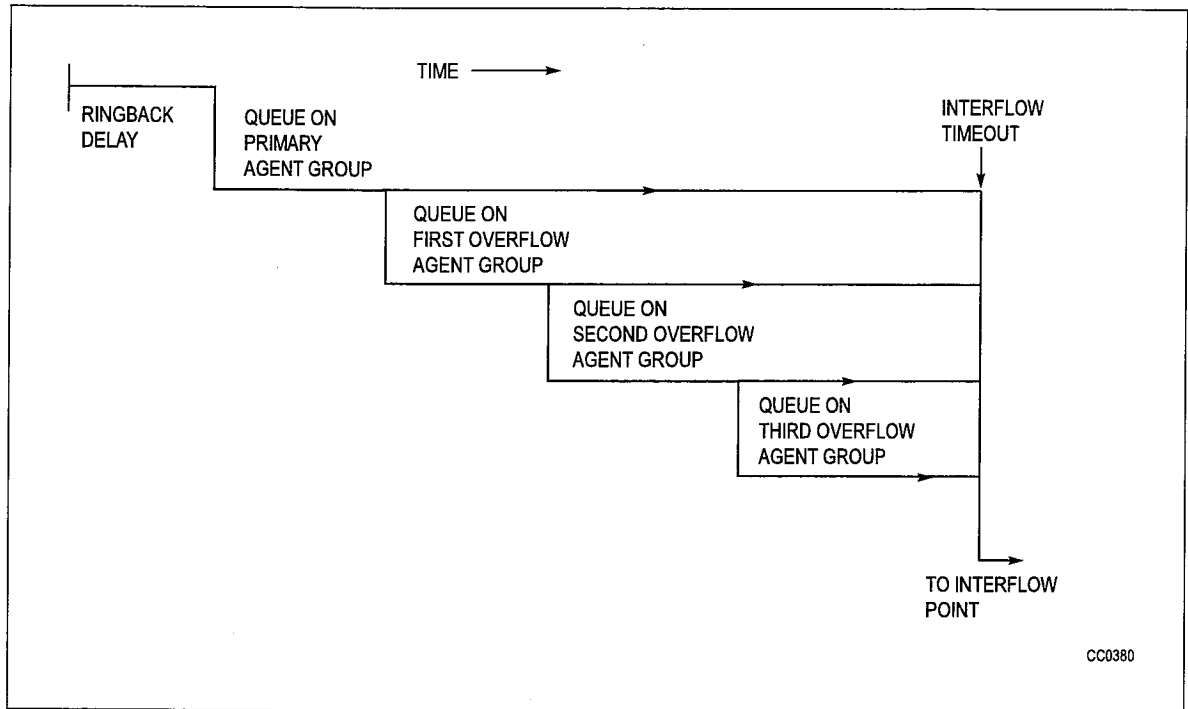 TIME
RINGBACK
DELAY
QUEUE ON
PRIMARY
AGENT GROUP
INTERFLOW
TIMEOUT
QUEUE ON
FIRST OVERFLOW
AGENT GROUP
QUEUE ON
SECOND OVERFLOW
AGENT GROUP
QUEUE ON
THIRD OVERFLOW
AGENT GROUP
TO INTERFLOW
POINT
CC0380